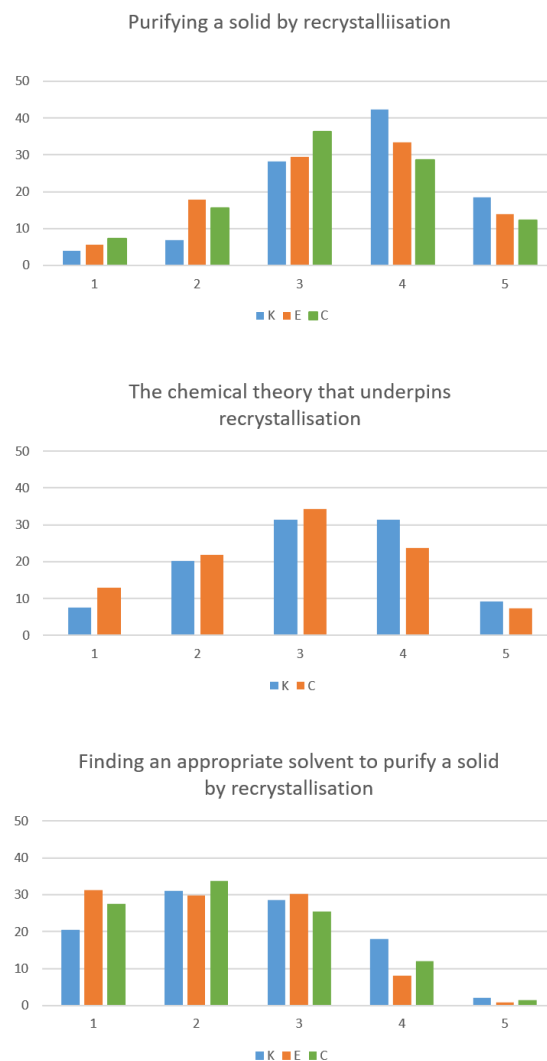 Purifying a solid by recrystalliisation
50
40
30
20
10
0
1 2 3 4 5
K E C
The chemical theory that underpins
recrystallisation
50
40
30
20
10
0
1 2 3 4 5
K C
Finding an appropriate solvent to purify a solid
by recrystallisation
50
40
30
20
10
0
1 2 3 4 5
K E C